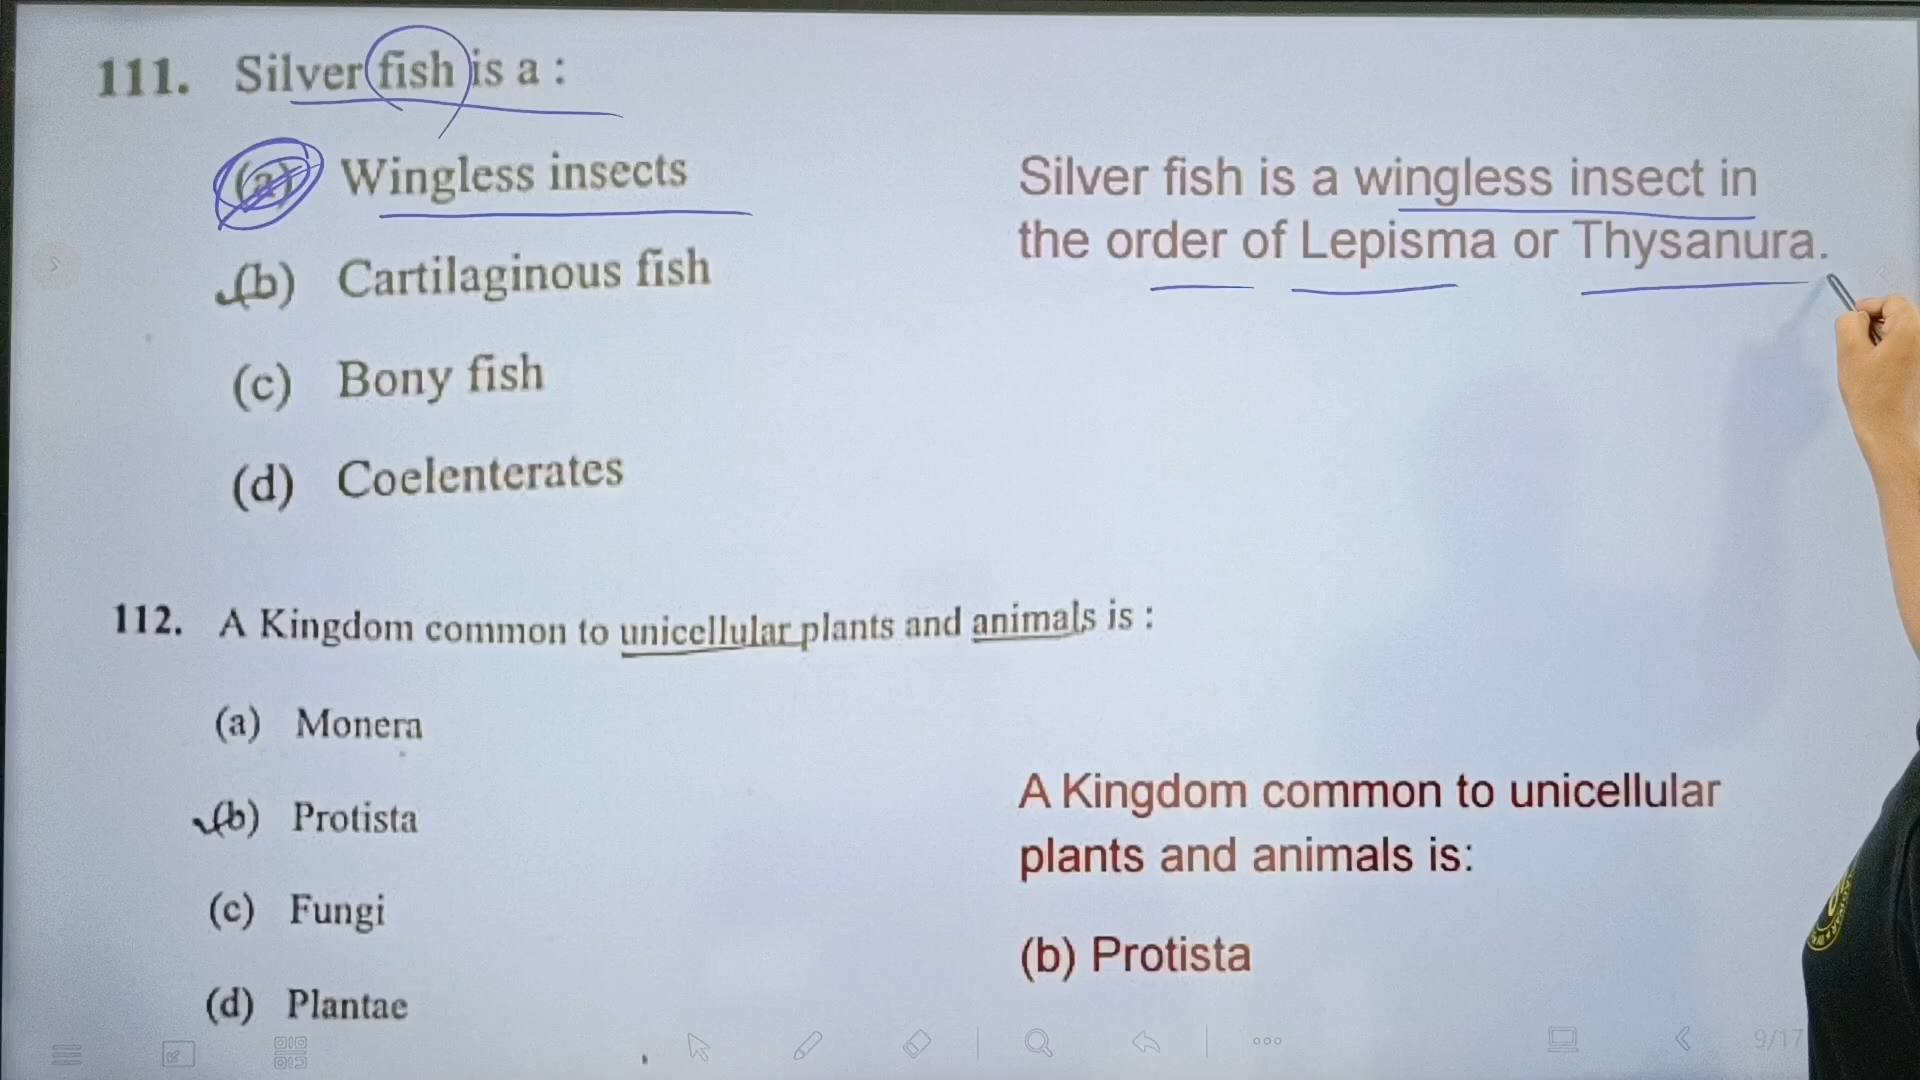 111. Silver fish is a :
(a) Wingless insects
(b) Cartilaginous fish
(c) Bony fish
(d) Coelenterates
Silver fish is a wingless insect in
the order of Lepisma or Thysanura.
112. A Kingdom common to unicellular plants and animals is :
(a) Monera
(b) Protista
(c) Fungi
(d) Plantae
A Kingdom common to unicellular
plants and animals is:
(b) Protista
9/17